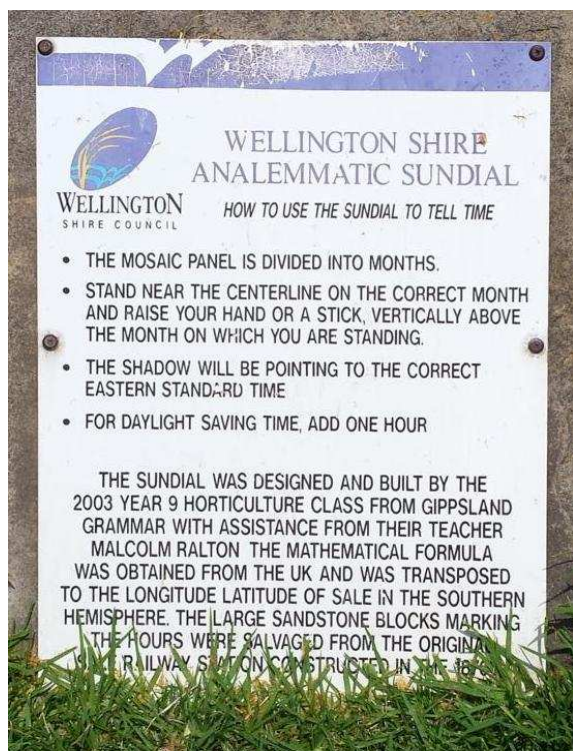 WELLINGTON SHIRE
ANALEMMATIC SUNDIAL
WELLINGTON
SHIRE COUNCIL
HOW TO USE THE SUNDIAL TO TELL TIME
• THE MOSAIC PANEL IS DIVIDED INTO MONTHS.
• STAND NEAR THE CENTERLINE ON THE CORRECT MONTH
AND RAISE YOUR HAND OR A STICK, VERTICALLY ABOVE
THE MONTH ON WHICH YOU ARE STANDING.
• THE SHADOW WILL BE POINTING TO THE CORRECT
EASTERN STANDARD TIME
• FOR DAYLIGHT SAVING TIME, ADD ONE HOUR
THE SUNDIAL WAS DESIGNED AND BUILT BY THE
2003 YEAR 9 HORTICULTURE CLASS FROM GIPPSLAND
GRAMMAR WITH ASSISTANCE FROM THEIR TEACHER
MALCOLM RALTON THE MATHEMATICAL FORMULA
WAS OBTAINED FROM THE UK AND WAS TRANSPOSED
TO THE LONGITUDE LATITUDE OF SALE IN THE SOUTHERN
HEMISPHERE. THE LARGE SANDSTONE BLOCKS MARKING
THE HOURS WERE SALVAGED FROM THE ORIGINAL
SALE RAILWAY STATION CONSTRUCTED IN THE